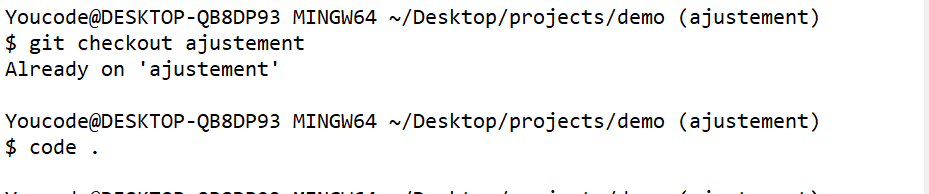 Youcode@DESKTOP-QB8DP93 MINGW64 ~/Desktop/projects/demo (ajustement)
$ git checkout ajustement
Already on 'ajustement'
Youcode@DESKTOP-QB8DP93 MINGW64 ~/Desktop/projects/demo (ajustement)
$ code .